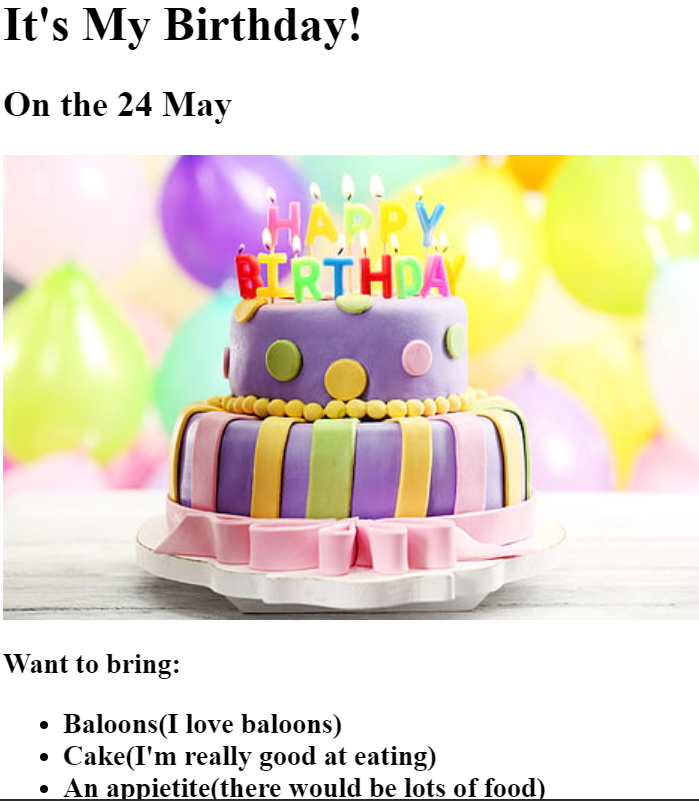 It's My Birthday!
On the 24 May
HAPPY
BIRTHDAY
Want to bring:
Baloons(I love baloons)
Cake(I'm really good at eating)
An appietite(there would be lots of food)